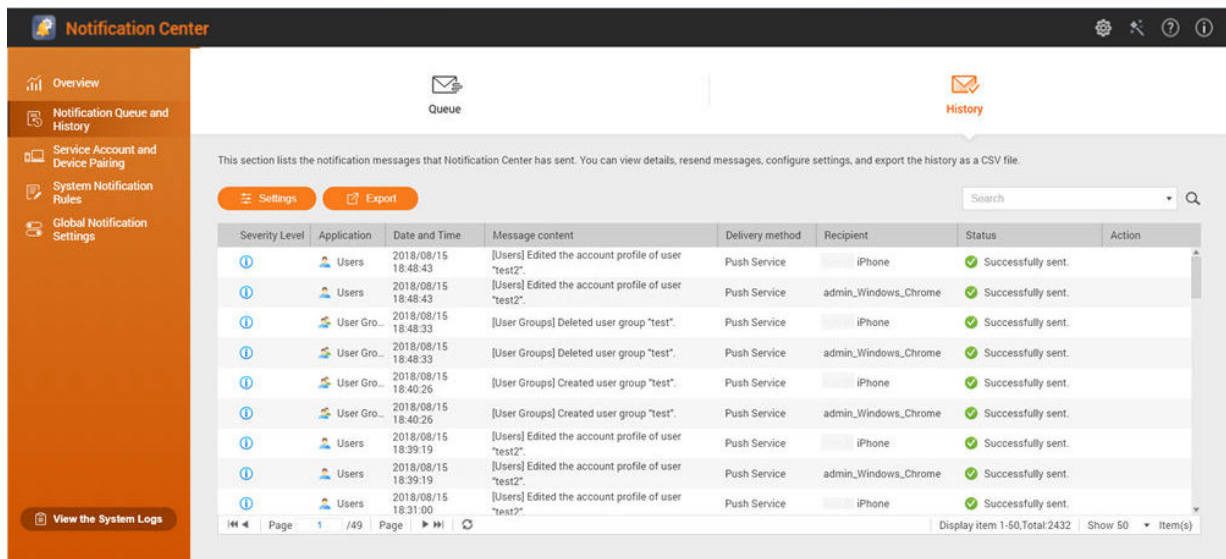 Notification Center
Overview
Notification Queue and
History
Service Account and
Device Pairing
System Notification
Rules
Global Notification
Settings
View the System Logs
Queue
History
This section lists the notification messages that Notification Center has sent. You can view details, resend messages, configure settings, and export the history as a CSV file.
Settings Export Search
Severity Level Application Date and Time Message content Delivery method Recipient Status Action
Users 2018/08/15 18:48:43 [Users] Edited the account profile of user "test2". Push Service iPhone Successfully sent.
Users 2018/08/15 18:48:43 [Users] Edited the account profile of user "test2". Push Service admin_Windows_Chrome Successfully sent.
User Gro... 2018/08/15 18:48:33 [User Groups] Deleted user group "test". Push Service iPhone Successfully sent.
User Gro... 2018/08/15 18:48:33 [User Groups] Deleted user group "test". Push Service admin_Windows_Chrome Successfully sent.
User Gro... 2018/08/15 18:40:26 [User Groups] Created user group "test". Push Service iPhone Successfully sent.
User Gro... 2018/08/15 18:40:26 [User Groups] Created user group "test". Push Service admin_Windows_Chrome Successfully sent.
Users 2018/08/15 18:39:19 [Users] Edited the account profile of user "test2". Push Service iPhone Successfully sent.
Users 2018/08/15 18:39:19 [Users] Edited the account profile of user "test2". Push Service admin_Windows_Chrome Successfully sent.
Users 2018/08/15 18:31:00 [Users] Edited the account profile of user "test2". Push Service iPhone Successfully sent.
Page 1 /49 Page Display item 1-50,Total:2432 Show 50 Item(s)